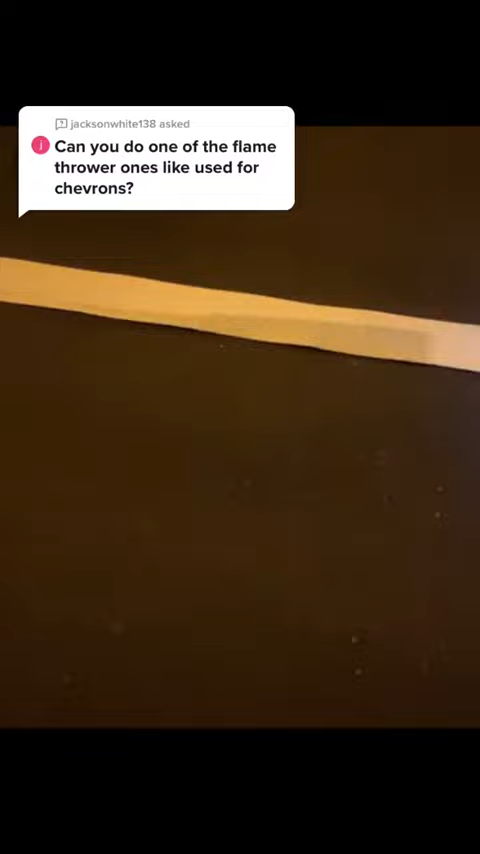 jacksonwhite138 asked
j
Can you do one of the flame
thrower ones like used for
chevrons?